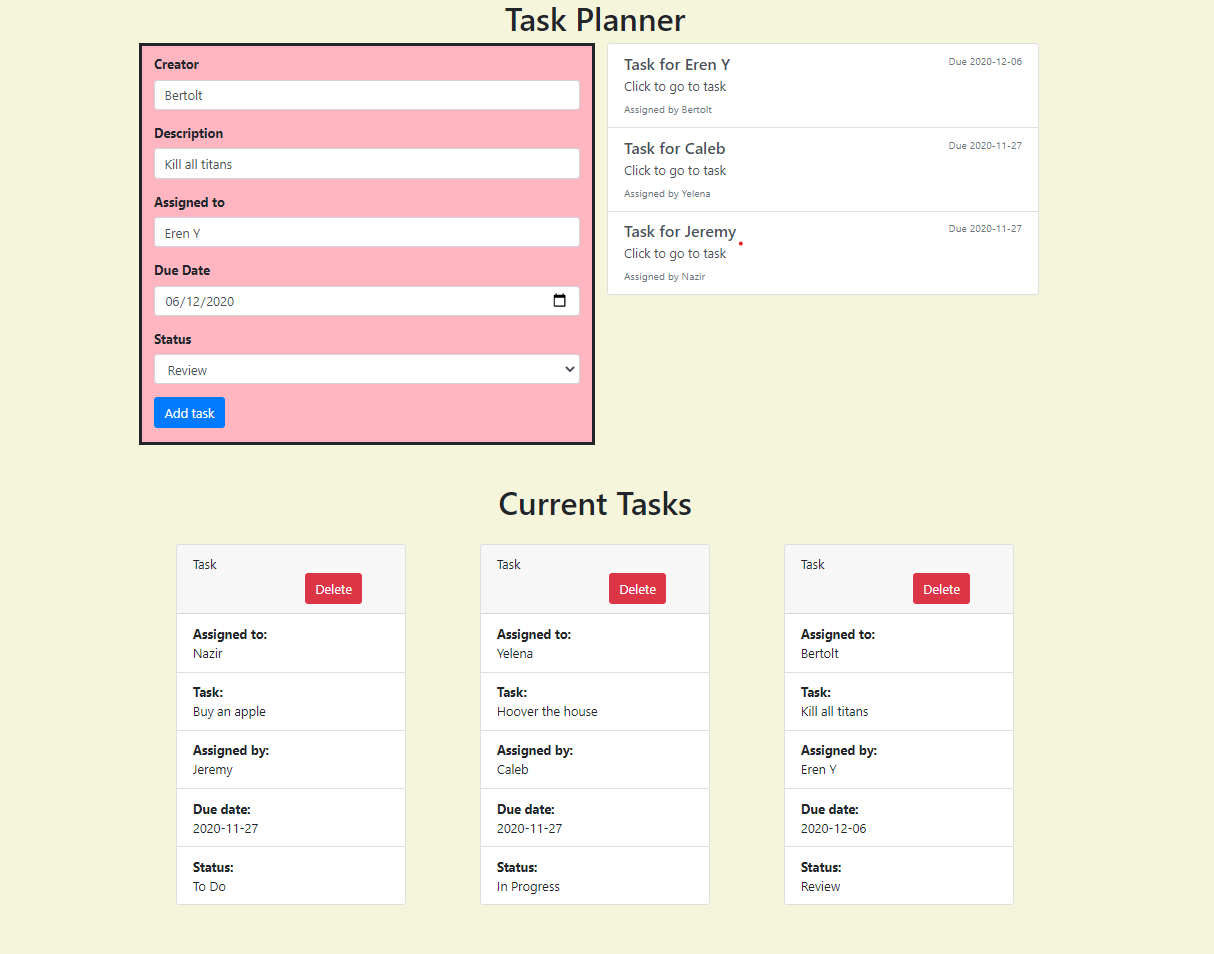 Task Planner
Creator
Bertolt
Description
Kill all titans
Assigned to
Eren Y
Due Date
06/12/2020
Status
Review
Add task
Task for Eren Y
Due 2020-12-06
Click to go to task
Assigned by Bertolt
Task for Caleb
Due 2020-11-27
Click to go to task
Assigned by Yelena
Task for Jeremy
Due 2020-11-27
Click to go to task
Assigned by Nazir
Current Tasks
Task
Delete
Assigned to:
Nazir
Task:
Buy an apple
Assigned by:
Jeremy
Due date:
2020-11-27
Status:
To Do
Task
Delete
Assigned to:
Yelena
Task:
Hoover the house
Assigned by:
Caleb
Due date:
2020-11-27
Status:
In Progress
Task
Delete
Assigned to:
Bertolt
Task:
Kill all titans
Assigned by:
Eren Y
Due date:
2020-12-06
Status:
Review